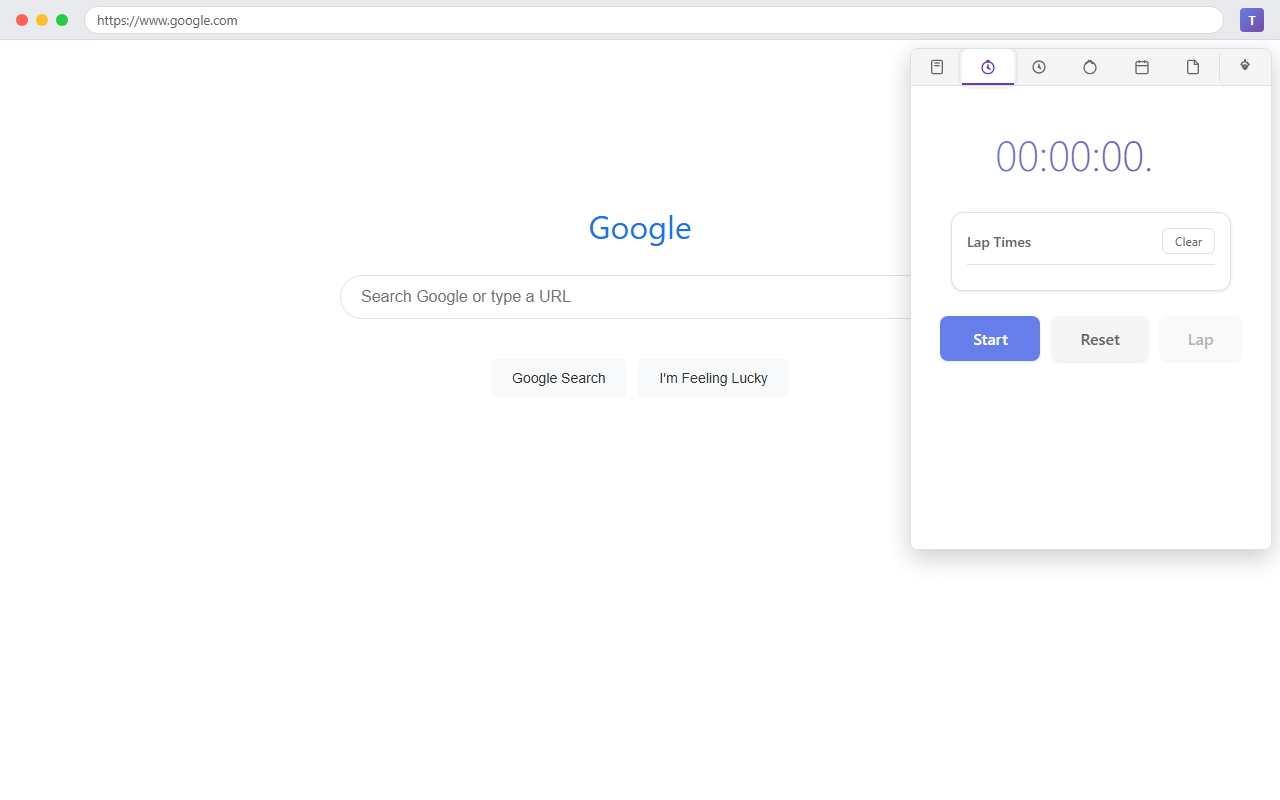 https://www.google.com
T
00:00:00.
Google
Lap Times
Clear
Search Google or type a URL
Start
Reset
Lap
Google Search
I'm Feeling Lucky